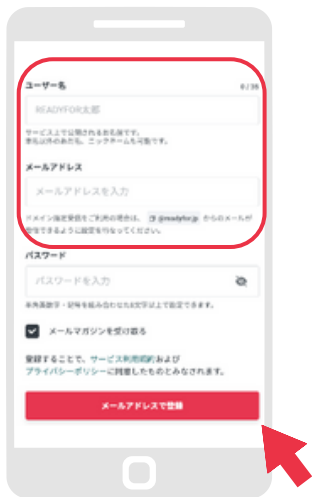 ユーザー名 0/36
READYFOR太郎
サービス上で公開されるお名前です。
本名以外のあだ名、ニックネームも可能です。
メールアドレス
メールアドレスを入力
ドメイン指定受信をご利用の場合は、 @readyfor.jp からのメールが
受信できるように設定を行なってください。
パスワード
パスワードを入力
半角英数字・記号を組み合わせた8文字以上で設定できます。
メールマガジンを受け取る
登録することで、サービス利用規約および
プライバシーポリシーに同意したものとみなされます。
メールアドレスで登録